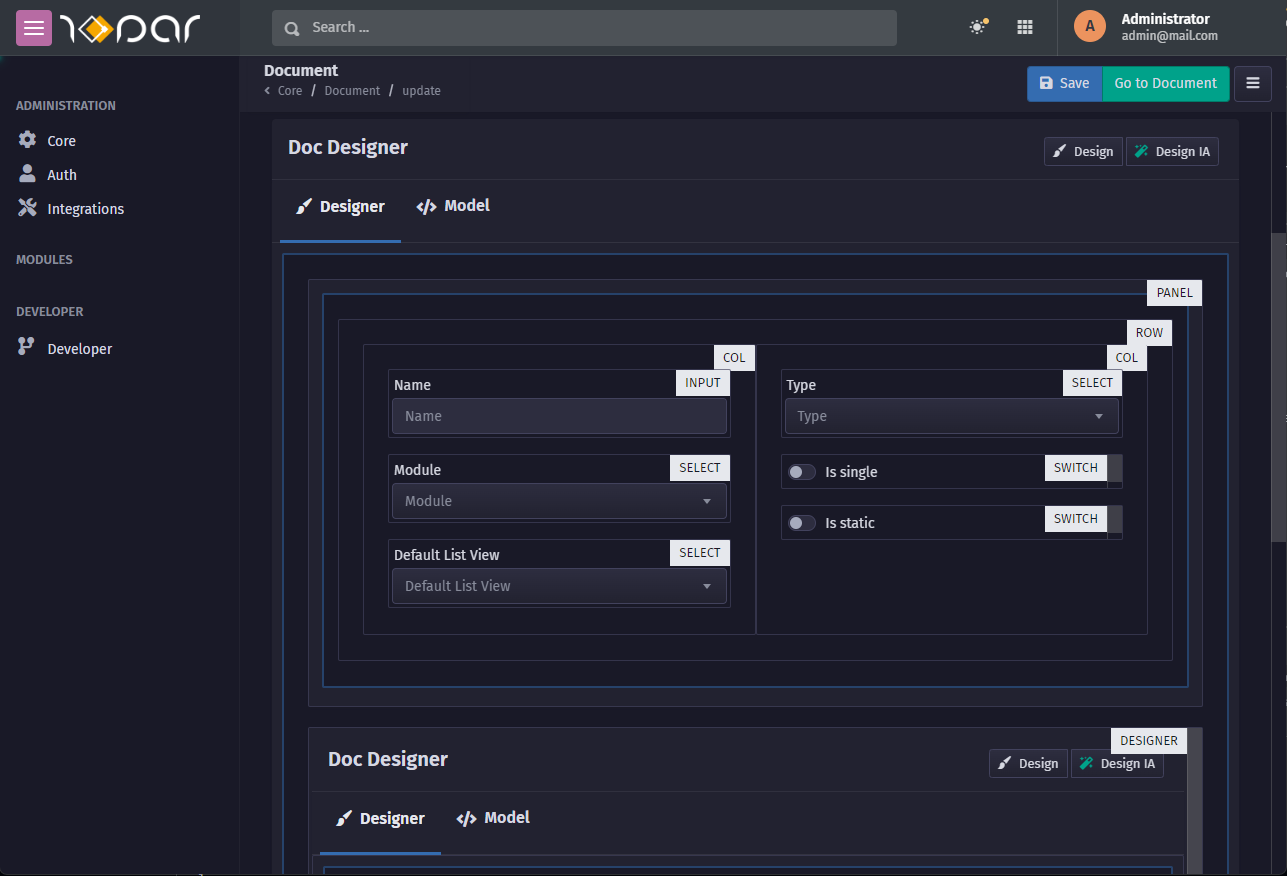 Search ...
A
Administrator
admin@mail.com
Document
Core / Document / update
Save
Go to Document
ADMINISTRATION
Core
Auth
Integrations
MODULES
DEVELOPER
Developer
Doc Designer
Design
Design IA
Designer
Model
PANEL
ROW
COL
COL
Name
INPUT
Name
Type
SELECT
Type
Module
SELECT
Module
Is single
SWITCH
Is static
SWITCH
Default List View
SELECT
Default List View
DESIGNER
Doc Designer
Design
Design IA
Designer
Model